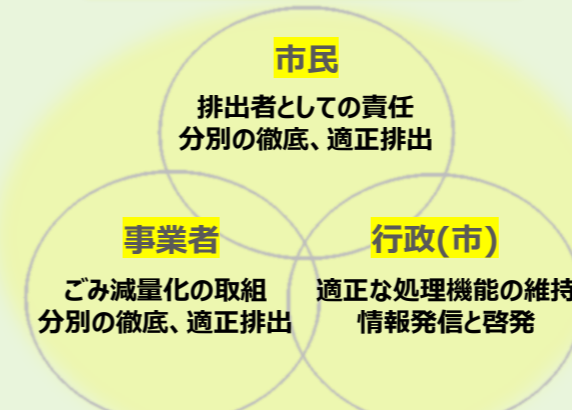 市民
排出者としての責任
分別の徹底、適正排出
事業者
ごみ減量化の取組
分別の徹底、適正排出
行政(市)
適正な処理機能の維持
情報発信と啓発